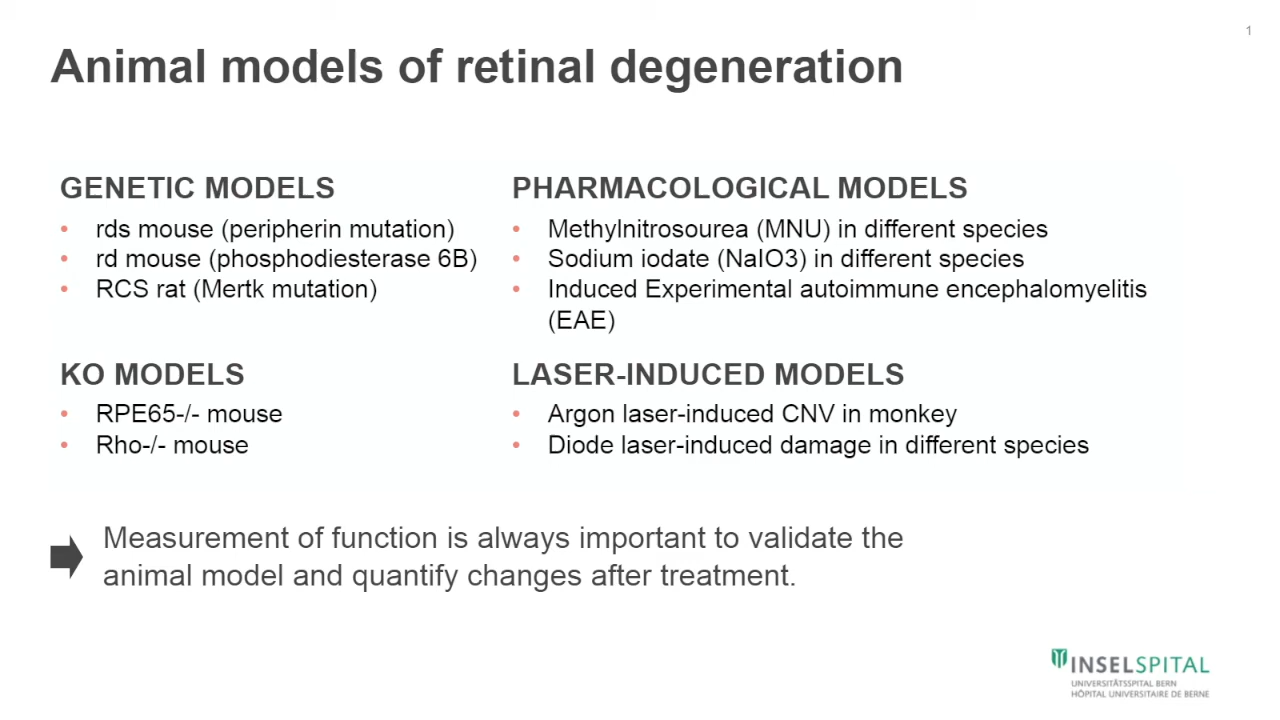 1
Animal models of retinal degeneration
GENETIC MODELS
• rds mouse (peripherin mutation)
• rd mouse (phosphodiesterase 6B)
• RCS rat (Mertk mutation)
KO MODELS
• RPE65-/- mouse
• Rho-/- mouse
PHARMACOLOGICAL MODELS
• Methylnitrosourea (MNU) in different species
• Sodium iodate (NaIO3) in different species
• Induced Experimental autoimmune encephalomyelitis
(EAE)
LASER-INDUCED MODELS
• Argon laser-induced CNV in monkey
• Diode laser-induced damage in different species
Measurement of function is always important to validate the
animal model and quantify changes after treatment.
INSELSPITAL
UNIVERSITÄTSSPITAL BERN
HÔPITAL UNIVERSITAIRE DE BERNE